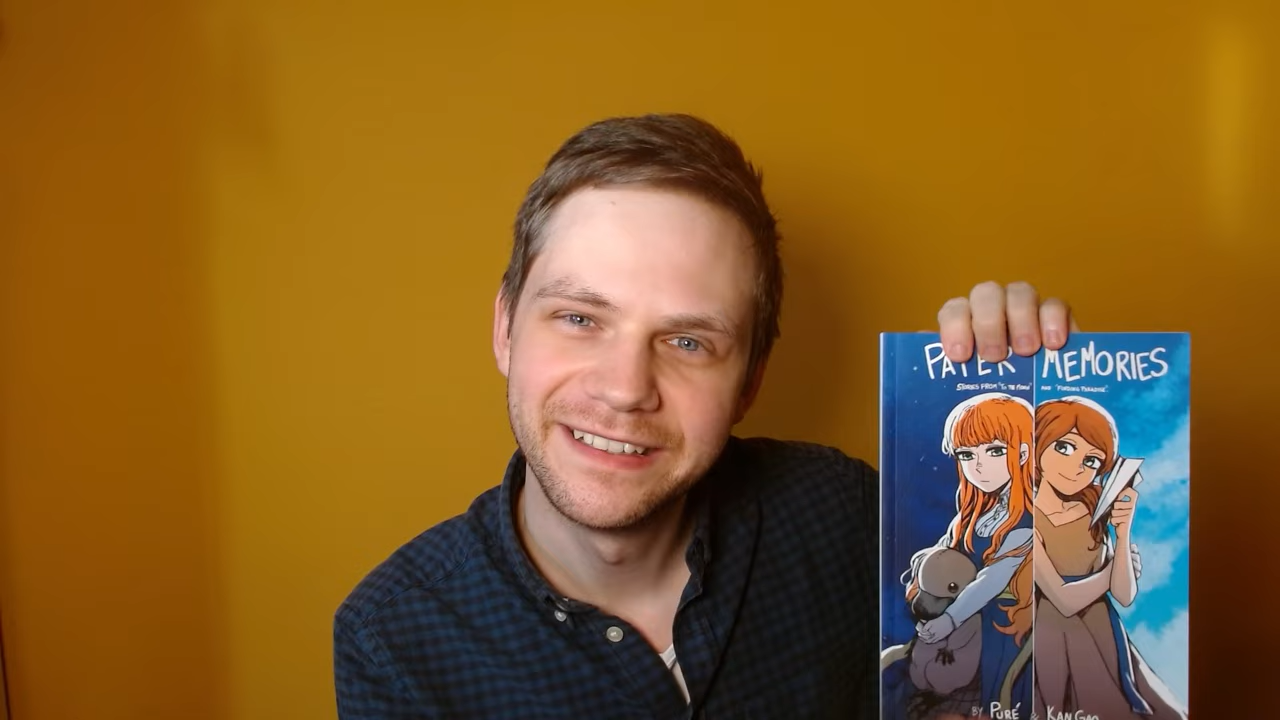 PAPER MEMORIES
STORIES FROM "TO THE MOON" AND "FINDING PARADISE"
BY PURÉ & KAN GAO